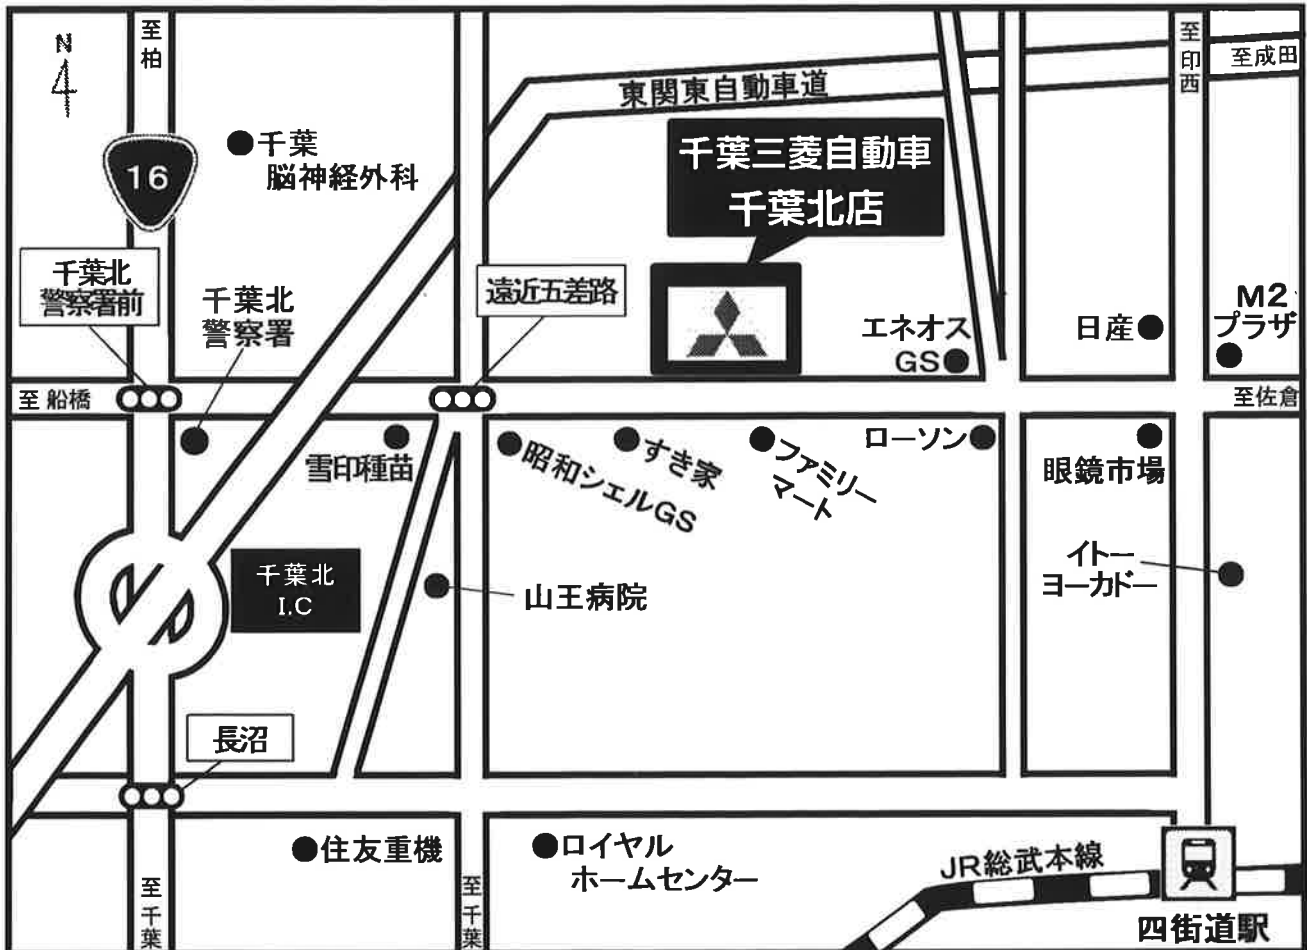 N
至柏
至印西
至成田
東関東自動車道
16
千葉
脳神経外科
千葉三菱自動車
千葉北店
千葉北
警察署前
千葉北
警察署
遠近五差路
エネオス
GS
日産
M2
プラザ
至船橋
至佐倉
雪印種苗
昭和シェルGS
すき家
ファミリー
マート
ローソン
眼鏡市場
千葉北
I.C
山王病院
イトー
ヨーカドー
長沼
住友重機
ロイヤル
ホームセンター
JR総武本線
至千葉
至千葉
四街道駅